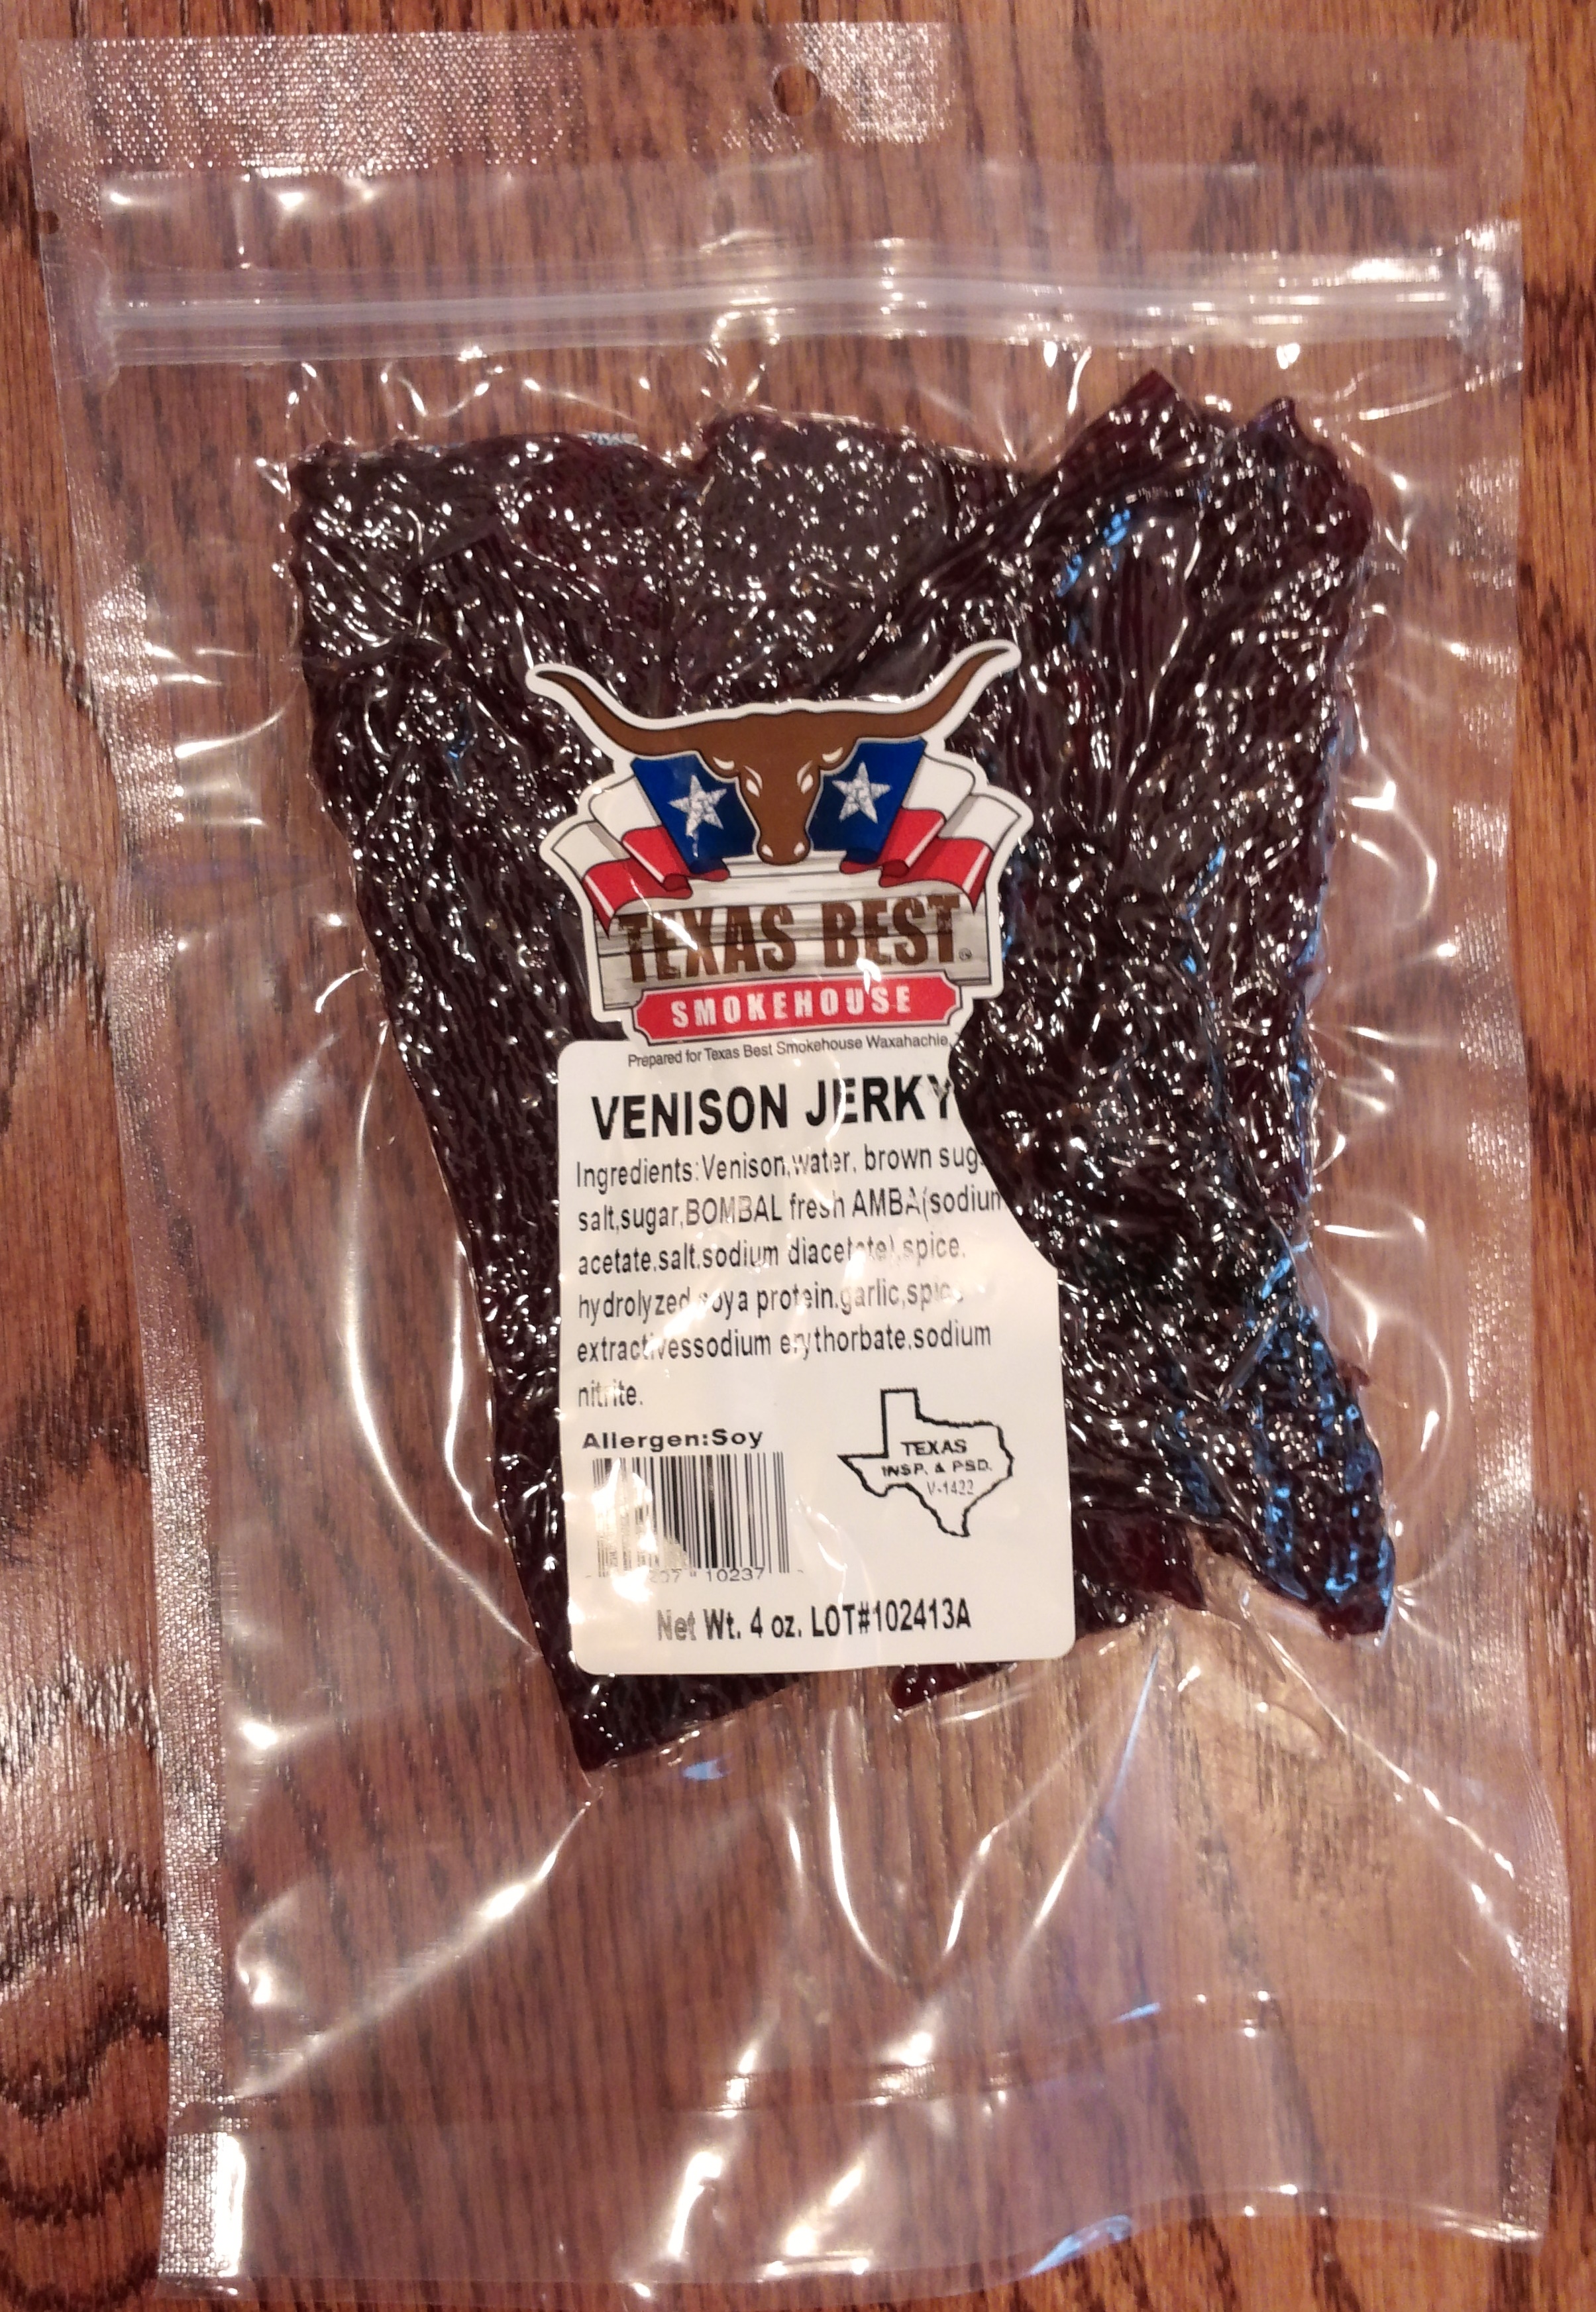 TEXAS BEST®
SMOKEHOUSE
Prepared for Texas Best Smokehouse Waxahachie,
VENISON JERKY
Ingredients:Venison,water, brown sug
salt,sugar,BOMBAL fresh AMBA(sodium
acetate,salt,sodium diacetate),spice,
hydrolyzed soya protein,garlic,spice
extractivessodium erythorbate,sodium
nitrite.
Allergen:Soy
TEXAS
INSP. & PSD.
V-1422
10237
Net Wt. 4 oz. LOT#102413A